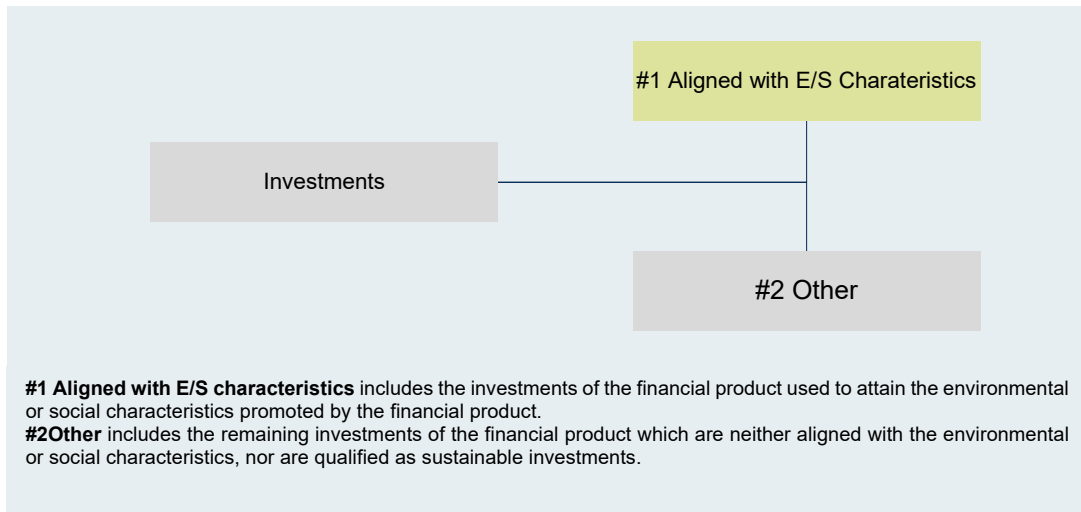 #1 Aligned with E/S Charateristics
Investments
#2 Other
#1 Aligned with E/S characteristics includes the investments of the financial product used to attain the environmental
or social characteristics promoted by the financial product.
#2Other includes the remaining investments of the financial product which are neither aligned with the environmental
or social characteristics, nor are qualified as sustainable investments.